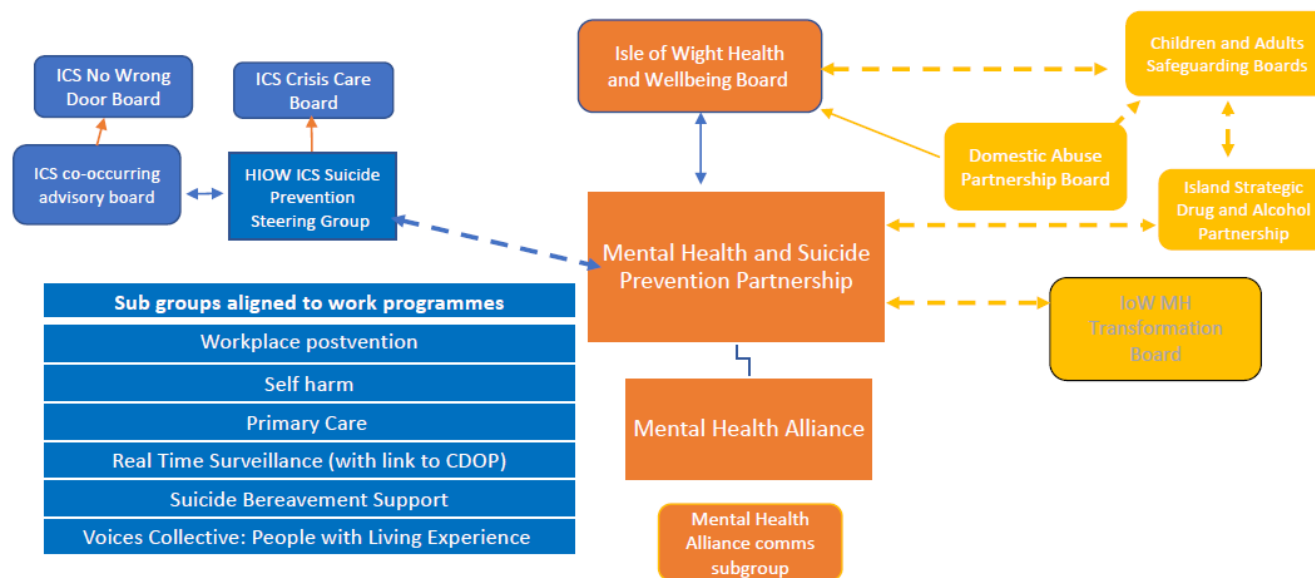 ICS No Wrong
Door Board
ICS Crisis Care
Board
ICS co-occurring
advisory board
HIOW ICS Suicide
Prevention
Steering Group
Isle of Wight Health
and Wellbeing Board
Children and Adults
Safeguarding Boards
Domestic Abuse
Partnership Board
Island Strategic
Drug and Alcohol
Partnership
Mental Health and Suicide
Prevention Partnership
IoW MH
Transformation
Board
Mental Health Alliance
Mental Health
Alliance comms
subgroup
Sub groups aligned to work programmes
Workplace postvention
Self harm
Primary Care
Real Time Surveillance (with link to CDOP)
Suicide Bereavement Support
Voices Collective: People with Living Experience